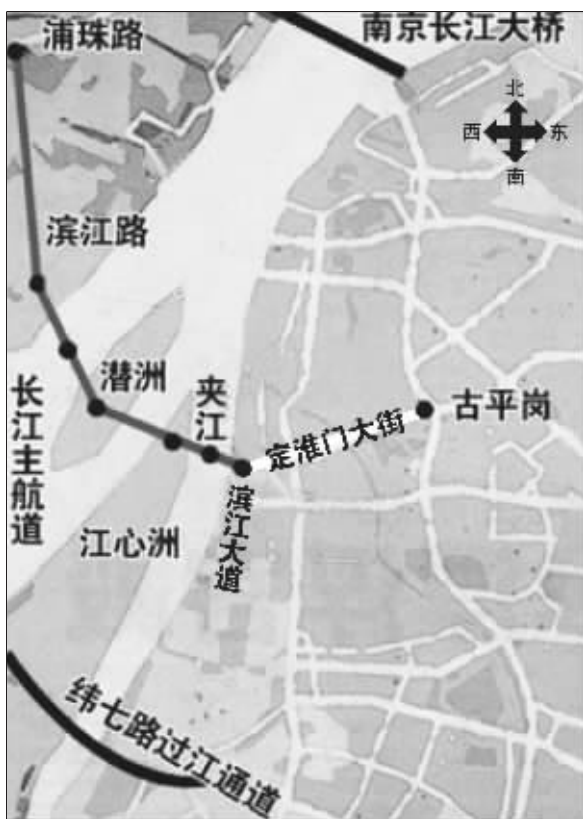 浦珠路
南京长江大桥
北
西 东
南
滨江路
潜洲
夹江
长江主航道
古平岗
定淮门大街
滨江大道
江心洲
纬七路过江通道